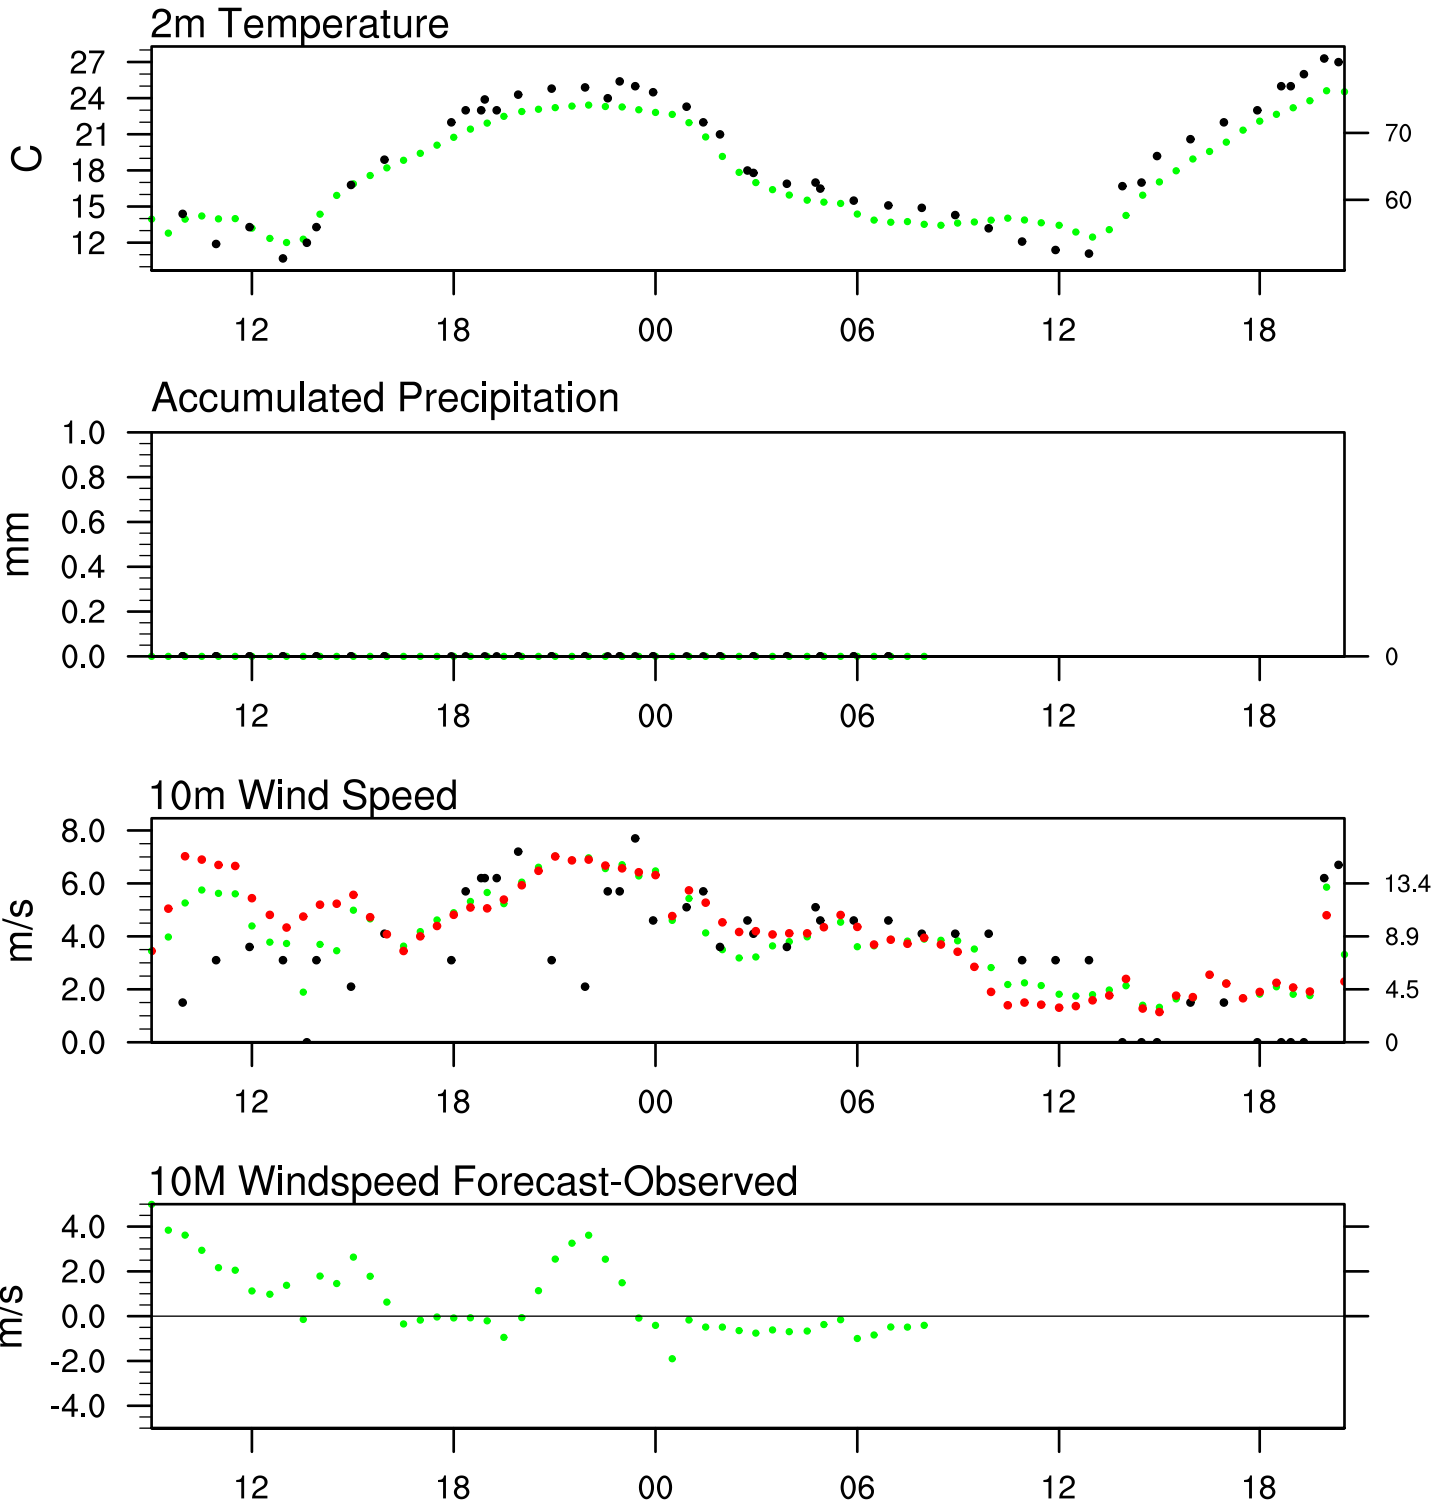 2m Temperature
27
24
21
18
15
12
C
70
60
12 18 00 06 12 18
Accumulated Precipitation
1.0
0.8
0.6
0.4
0.2
0.0
mm
0
12 18 00 06 12 18
10m Wind Speed
8.0
6.0
4.0
2.0
0.0
m/s
13.4
8.9
4.5
0
12 18 00 06 12 18
10M Windspeed Forecast-Observed
4.0
2.0
0.0
-2.0
-4.0
m/s
12 18 00 06 12 18